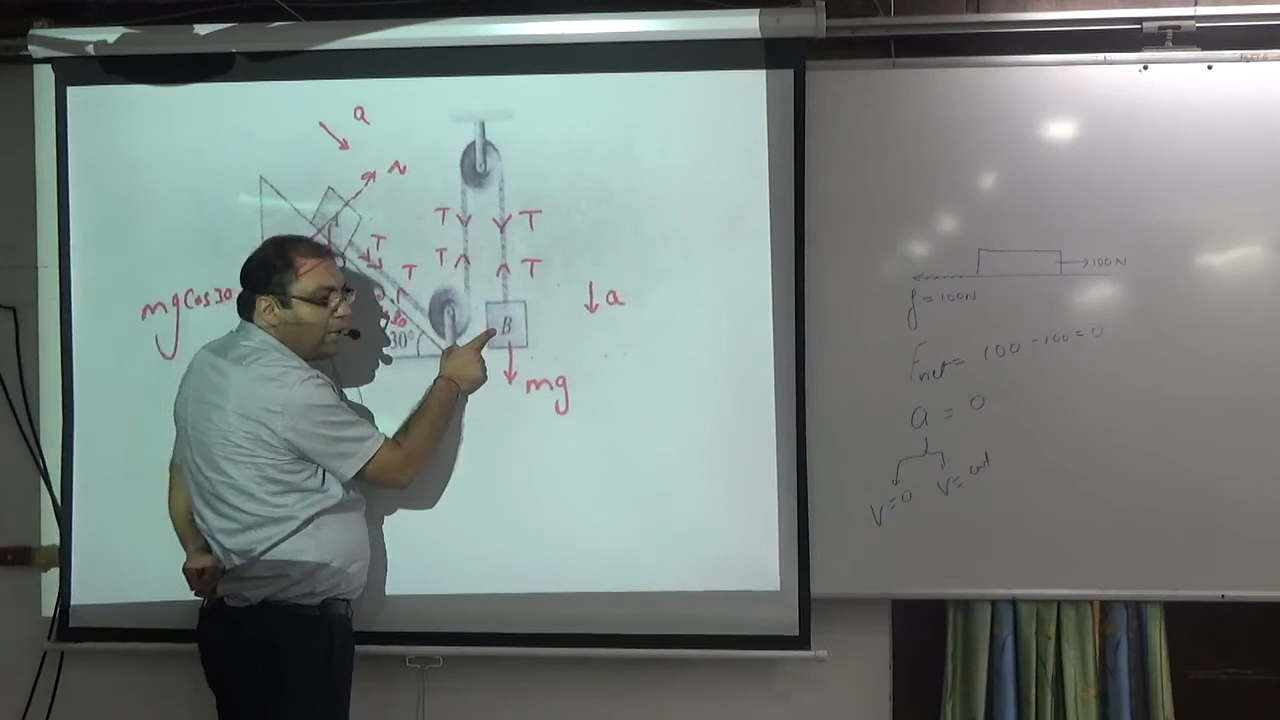 a
N
T
T
T
T
T
T
a
mg cos 30
30°
B
mg
100N
f = 100N
Fnet = 100 - 100 = 0
a = 0
V = 0